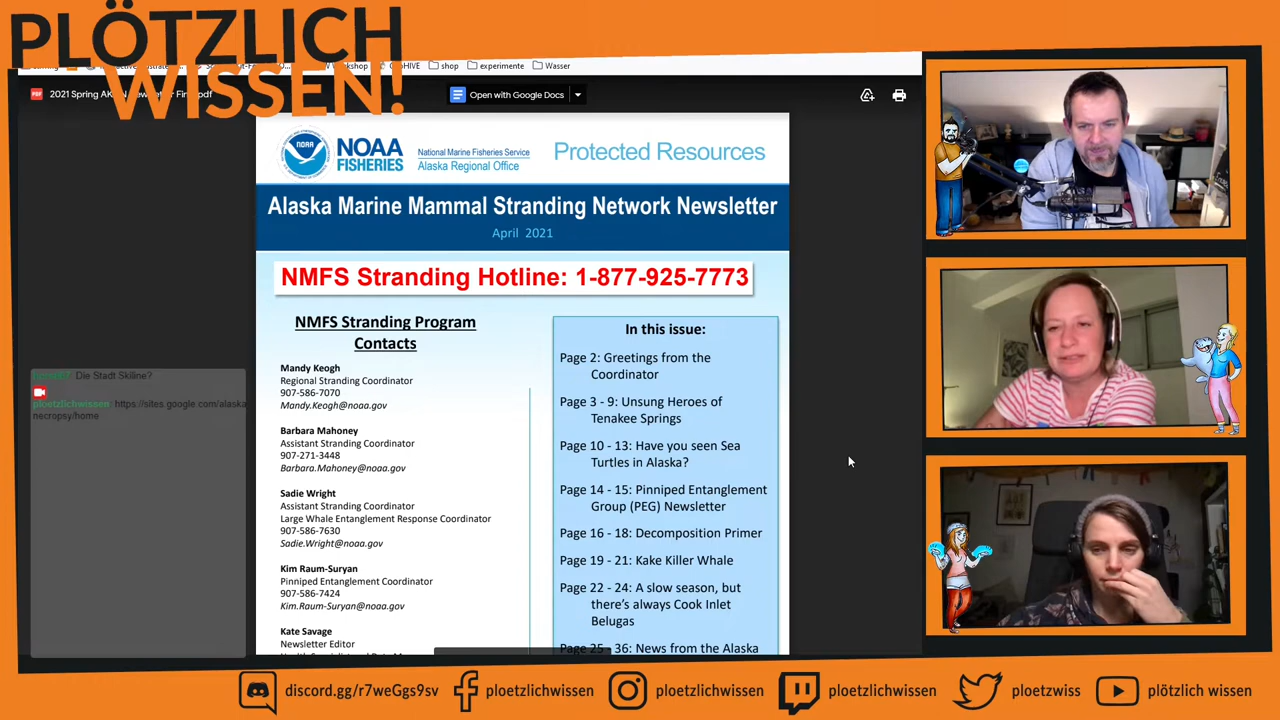 PLÖTZLICH
WISSEN!
shop
experimente
Wasser
2021 Spring
pdf
Open with Google Docs
NOAA
NOAA
FISHERIES
National Marine Fisheries Service
Alaska Regional Office
Protected Resources
Alaska Marine Mammal Stranding Network Newsletter
April 2021
NMFS Stranding Hotline: 1-877-925-7773
NMFS Stranding Program
Contacts
Mandy Keogh
Regional Stranding Coordinator
907-586-7070
Mandy.Keogh@noaa.gov
Barbara Mahoney
Assistant Stranding Coordinator
907-271-3448
Barbara.Mahoney@noaa.gov
Sadie Wright
Assistant Stranding Coordinator
Large Whale Entanglement Response Coordinator
907-586-7630
Sadie.Wright@noaa.gov
Kim Raum-Suryan
Pinniped Entanglement Coordinator
907-586-7424
Kim.Raum-Suryan@noaa.gov
Kate Savage
Newsletter Editor
In this issue:
Page 2: Greetings from the
Coordinator
Page 3 - 9: Unsung Heroes of
Tenakee Springs
Page 10 - 13: Have you seen Sea
Turtles in Alaska?
Page 14 - 15: Pinniped Entanglement
Group (PEG) Newsletter
Page 16 - 18: Decomposition Primer
Page 19 - 21: Kake Killer Whale
Page 22 - 24: A slow season, but
there's always Cook Inlet
Belugas
Page 25 - 36: News from the Alaska
Die Stadt Skiline?
ploetzlichwissen https://sites.google.com/alaska
necropsy/home
discord.gg/r7weGgs9sv
ploetzlichwissen
ploetzlichwissen
ploetzlichwissen
ploetzwiss
plötzlich wissen